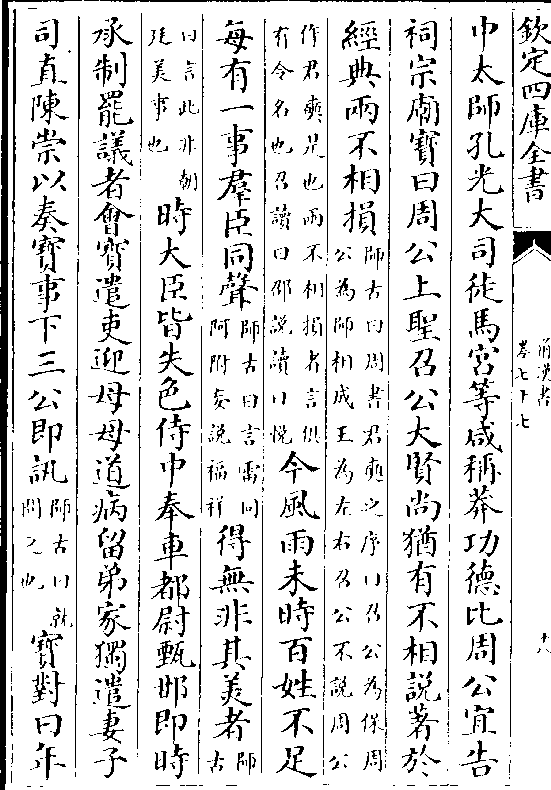 欽定四庫全書
前漢書
卷七十七
十八
中太師孔光大司徒馬宮等咸稱莽功德比周公宜告
祠宗廟寶曰周公上聖召公大賢尚猶有不相說著於
經典兩不相損師古曰周書君奭之序曰召公為保周公為師相成王為左右召公不說周公
作君奭是也兩不相損者言俱有令名也召讀曰邵說讀曰悅今風雨未時百姓不足
每有一事羣臣同聲師古曰言雷同阿附妄說福祥得無非其美者師古
曰言此非朝廷美事也時大臣皆失色侍中奉車都尉甄邯即時
承制罷議者會寶遣吏迎母母道病留弟家獨遣妻子
司直陳崇以奏寶事下三公即訊師古曰就問之也寶對曰年